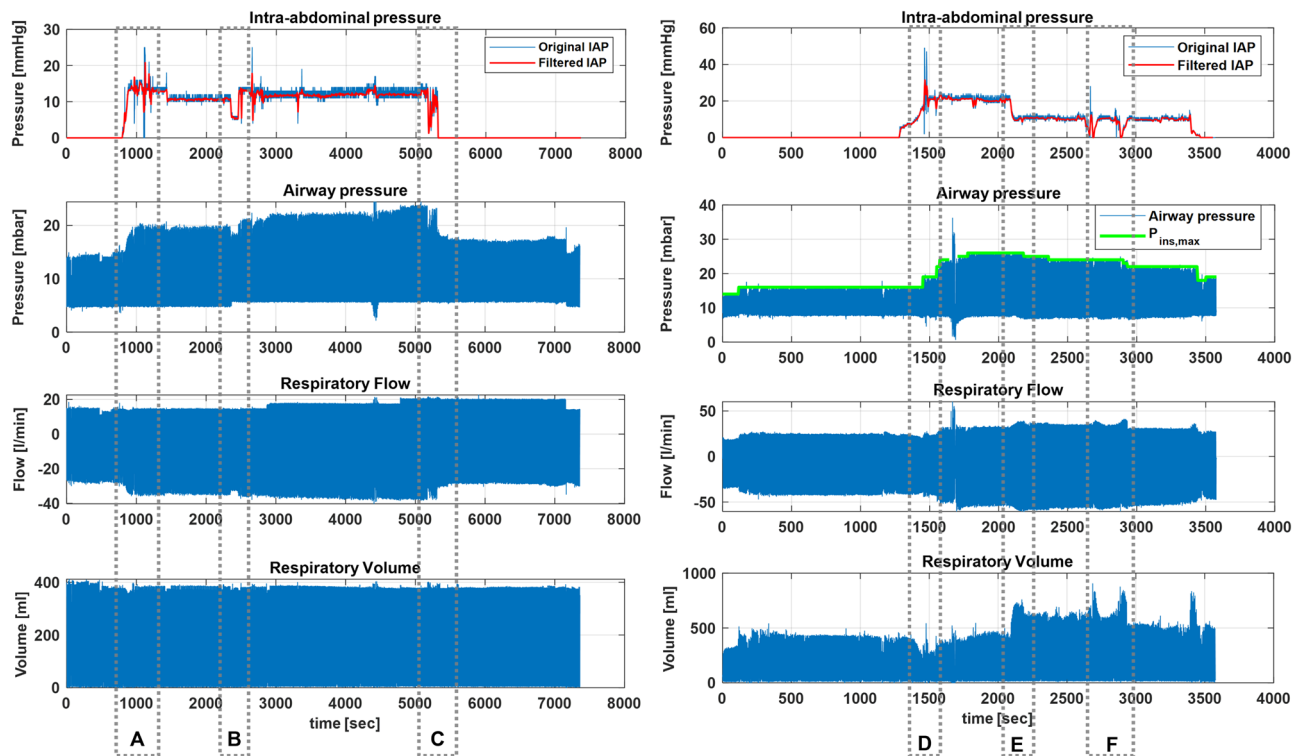 Intra-abdominal pressure
Pressure [mmHg]
30
20
10
0
Original IAP
Filtered IAP
0 1000 2000 3000 4000 5000 6000 7000 8000
Airway pressure
Pressure [mbar]
20
10
0
0 1000 2000 3000 4000 5000 6000 7000 8000
Respiratory Flow
Flow [l/min]
20
0
-20
-40
0 1000 2000 3000 4000 5000 6000 7000 8000
Respiratory Volume
Volume [ml]
400
200
0
0 1000 2000 3000 4000 5000 6000 7000 8000
time [sec]
A B C
Intra-abdominal pressure
Pressure [mmHg]
60
40
20
0
Original IAP
Filtered IAP
0 500 1000 1500 2000 2500 3000 3500 4000
Airway pressure
Pressure [mbar]
40
30
20
10
0
Airway pressure
P ins,max
0 500 1000 1500 2000 2500 3000 3500 4000
Respiratory Flow
Flow [l/min]
50
0
-50
0 500 1000 1500 2000 2500 3000 3500 4000
Respiratory Volume
Volume [ml]
1000
500
0
0 500 1000 1500 2000 2500 3000 3500 4000
time [sec]
D E F